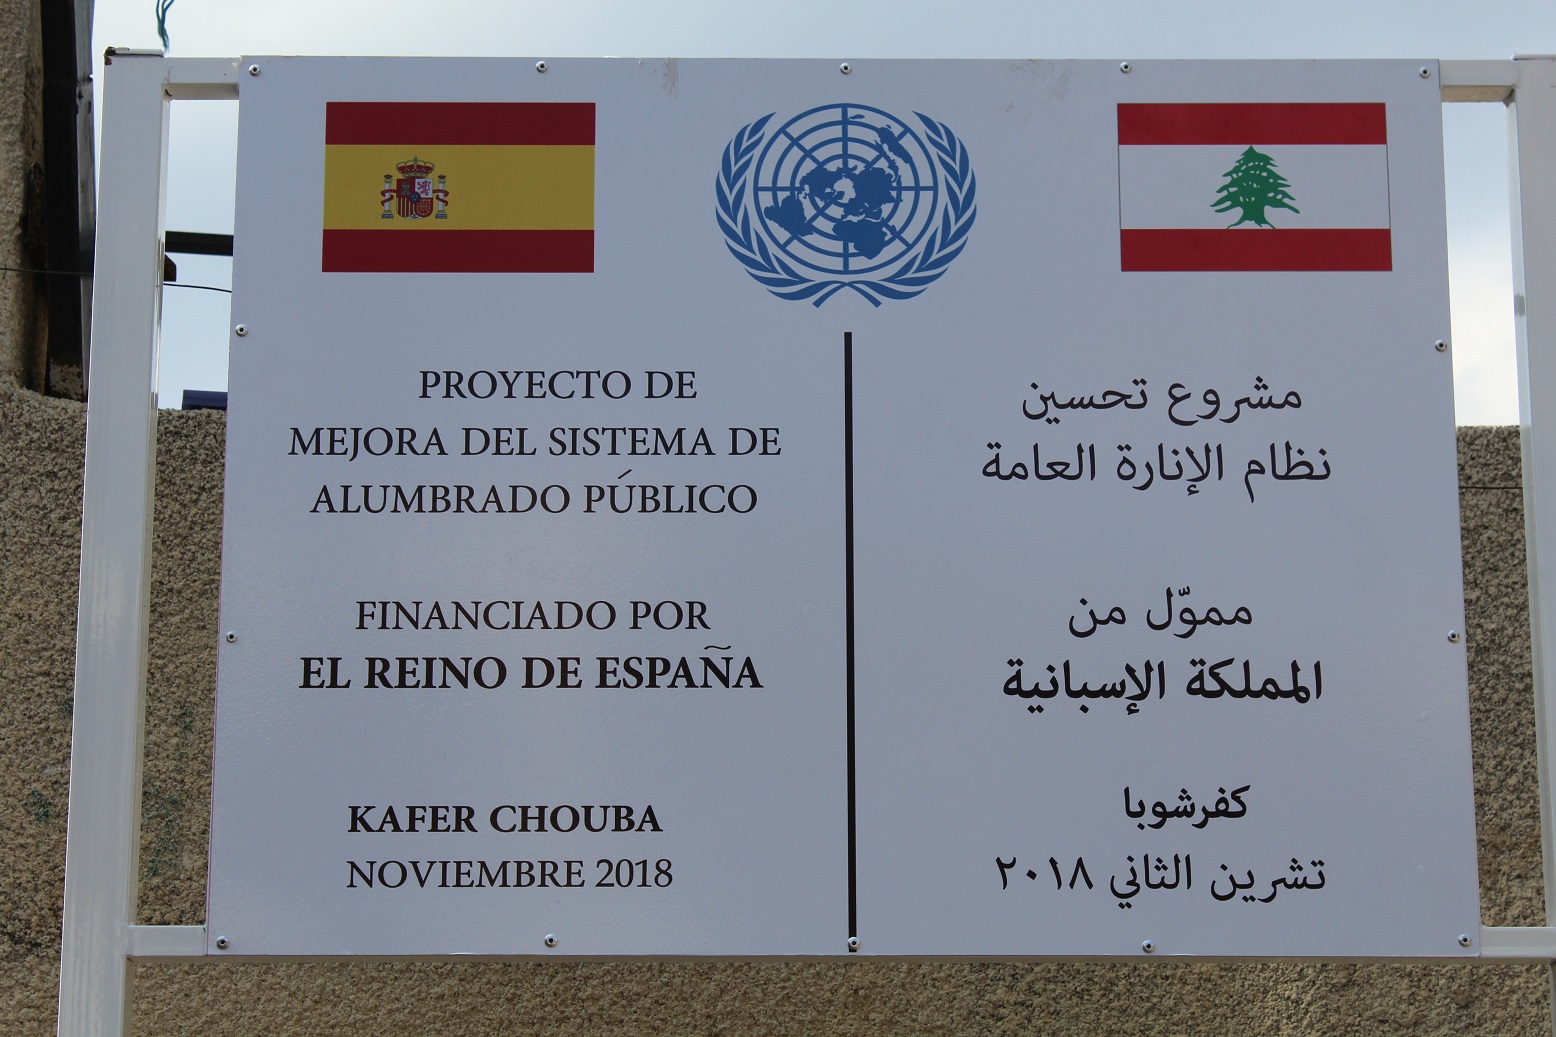 PROYECTO DE
MEJORA DEL SISTEMA DE
ALUMBRADO PÚBLICO
FINANCIADO POR
EL REINO DE ESPAÑA
KAFER CHOUBA
NOVIEMBRE 2018
مشروع تحسين
نظام الإنارة العامة
مموّل من
المملكة الإسبانية
كفرشوبا
تشرين الثاني ٢٠١٨